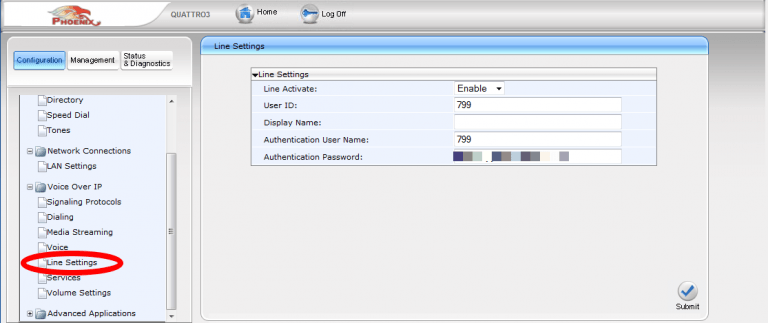 PHOENIX
QUATTRO3
Home
Log Off
Configuration
Management
Status
& Diagnostics
Directory
Speed Dial
Tones
Network Connections
LAN Settings
Voice Over IP
Signaling Protocols
Dialing
Media Streaming
Voice
Line Settings
Services
Volume Settings
Advanced Applications
Line Settings
Line Settings
Line Activate: Enable
User ID: 799
Display Name:
Authentication User Name: 799
Authentication Password:
Submit